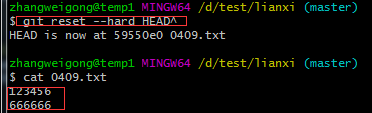 zhangweigong@temp1 MINGW64 /d/test/lianxi (master)
$ git reset --hard HEAD^
HEAD is now at 59550e0 0409.txt
zhangweigong@temp1 MINGW64 /d/test/lianxi (master)
$ cat 0409.txt
123456
666666